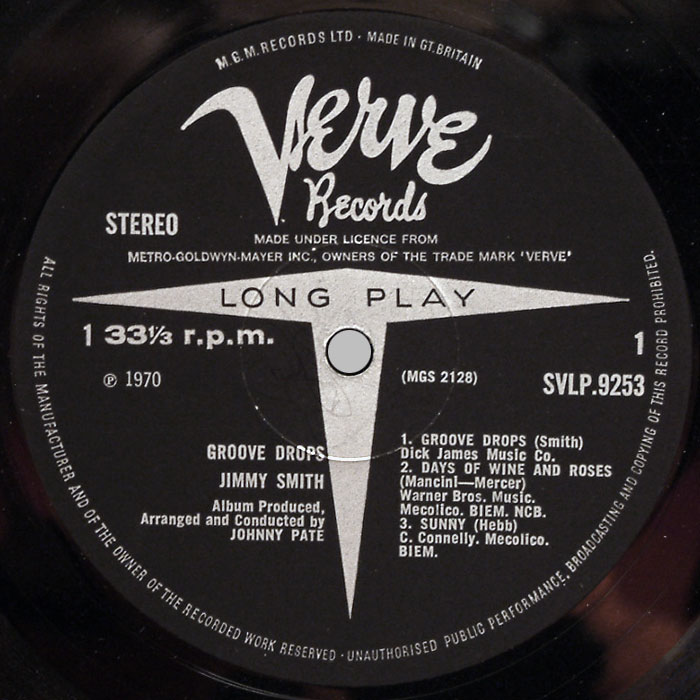 M.G.M. RECORDS LTD · MADE IN GT. BRITAIN
Verve
Records
STEREO
MADE UNDER LICENCE FROM
METRO-GOLDWYN-MAYER INC., OWNERS OF THE TRADE MARK 'VERVE'
LONG PLAY
1 33⅓ r.p.m.
1
℗ 1970
(MGS 2128)
SVLP.9253
GROOVE DROPS
JIMMY SMITH
Album Produced,
Arranged and Conducted by
JOHNNY PATE
1. GROOVE DROPS (Smith)
Dick James Music Co.
2. DAYS OF WINE AND ROSES
(Mancini—Mercer)
Warner Bros. Music.
Mecolico. BIEM. NCB.
3. SUNNY (Hebb)
C. Connelly. Mecolico.
BIEM.
ALL RIGHTS OF THE MANUFACTURER AND OF THE OWNER OF THE RECORDED WORK RESERVED · UNAUTHORISED PUBLIC PERFORMANCE, BROADCASTING AND COPYING OF THIS RECORD PROHIBITED.